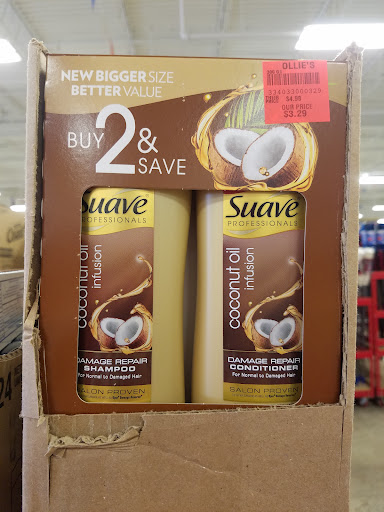 NEW BIGGER SIZE
BETTER VALUE
BUY 2 &
SAVE
OLLIE'S
$4.99
OUR PRICE
$3.29
Suave
PROFESSIONALS
coconut oil
infusion
DAMAGE REPAIR
SHAMPOO
For Normal to Damaged Hair
SALON PROVEN
Suave
PROFESSIONALS
coconut oil
infusion
DAMAGE REPAIR
CONDITIONER
For Normal to Damaged Hair
SALON PROVEN
24